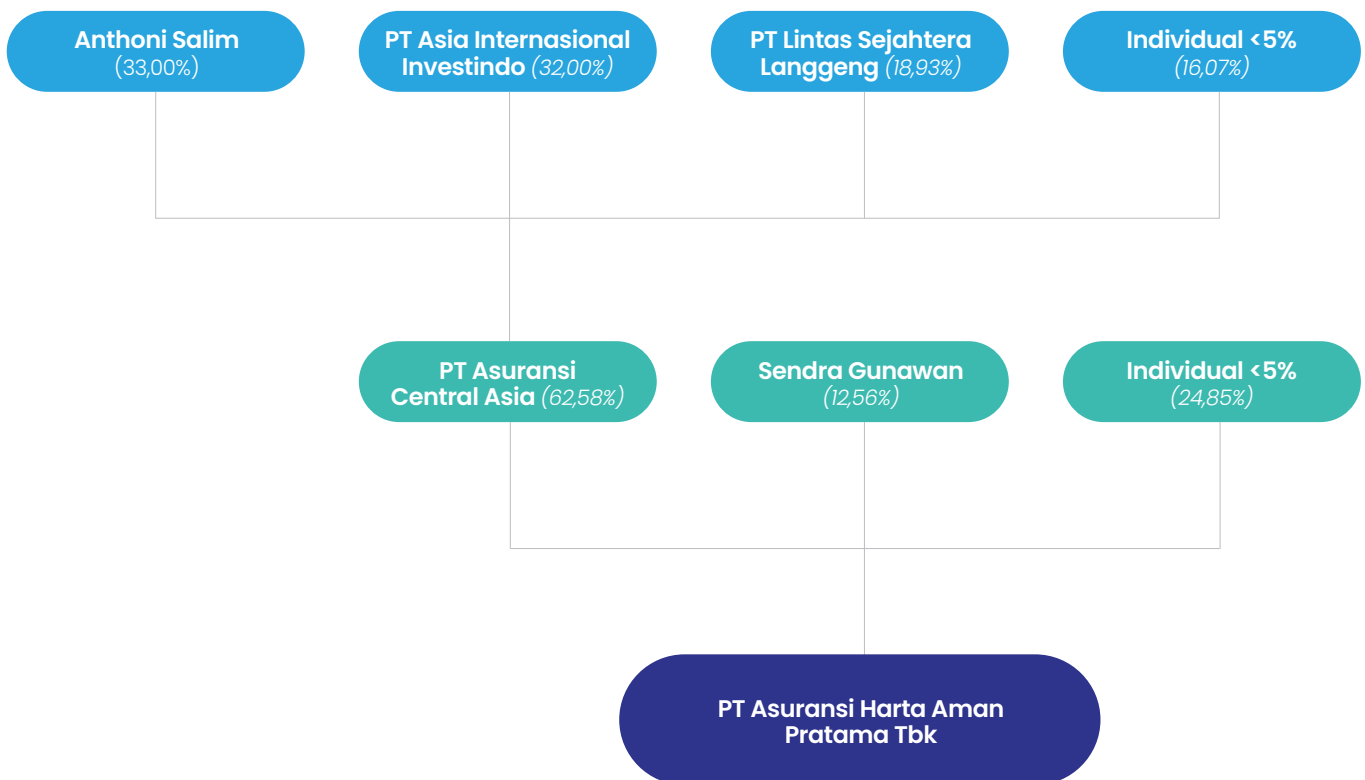 Anthoni Salim
(33,00%)
PT Asia Internasional
Investindo (32,00%)
PT Lintas Sejahtera
Langgeng (18,93%)
Individual <5%
(16,07%)
PT Asuransi
Central Asia (62,58%)
Sendra Gunawan
(12,56%)
Individual <5%
(24,85%)
PT Asuransi Harta Aman
Pratama Tbk